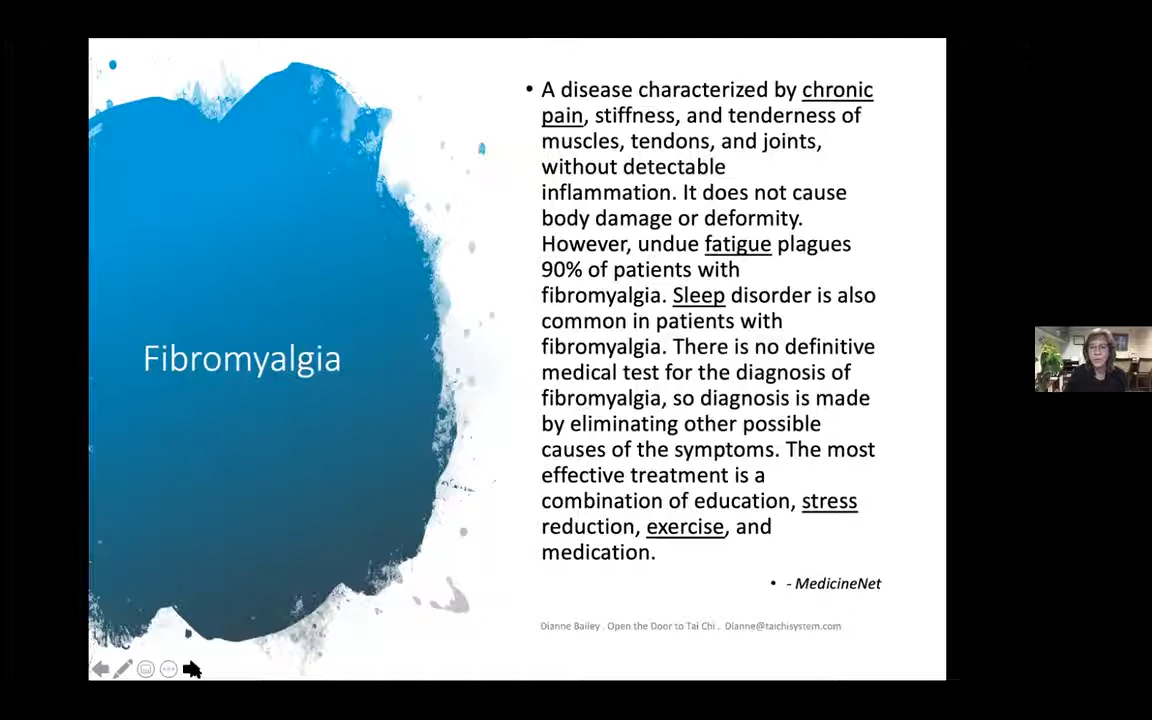 Fibromyalgia
• A disease characterized by chronic
pain, stiffness, and tenderness of
muscles, tendons, and joints,
without detectable
inflammation. It does not cause
body damage or deformity.
However, undue fatigue plagues
90% of patients with
fibromyalgia. Sleep disorder is also
common in patients with
fibromyalgia. There is no definitive
medical test for the diagnosis of
fibromyalgia, so diagnosis is made
by eliminating other possible
causes of the symptoms. The most
effective treatment is a
combination of education, stress
reduction, exercise, and
medication.
• - MedicineNet
Dianne Bailey . Open the Door to Tai Chi . Dianne@taichisystem.com